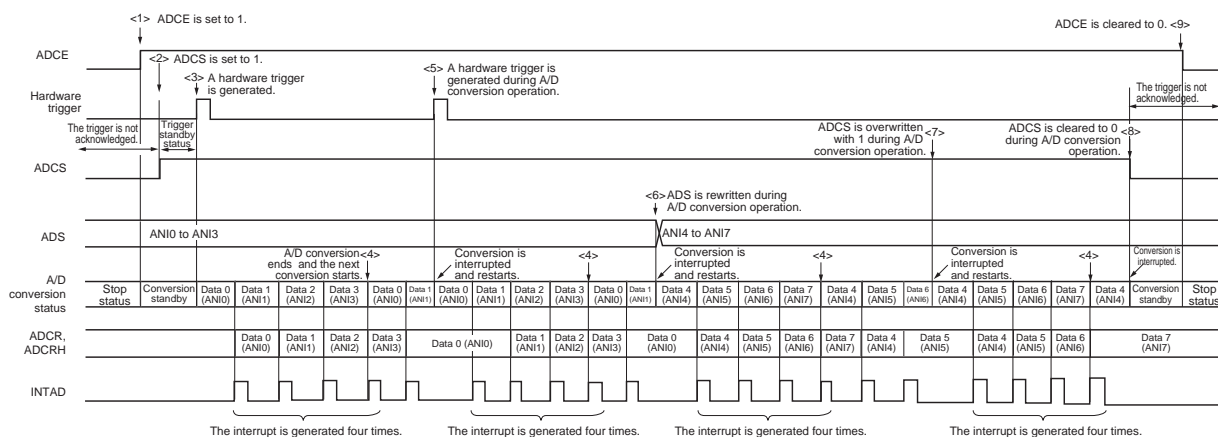 <1> ADCE is set to 1.
ADCE is cleared to 0. <9>
ADCE
<2> ADCS is set to 1.
<3> A hardware trigger
is generated.
<5> A hardware trigger is
generated during A/D
conversion operation.
Hardware
trigger
The trigger is not
acknowledged.
Trigger
standby
status
The trigger is not
acknowledged.
ADCS is overwritten
with 1 during A/D
conversion operation.
<7>
ADCS is cleared to 0
during A/D conversion
operation.
<8>
ADCS
<6> ADS is rewritten during
A/D conversion operation.
ADS
ANI0 to ANI3
ANI4 to ANI7
A/D conversion
ends and the next
conversion starts.
<4>
Conversion is
interrupted
and restarts.
<4>
Conversion is
interrupted
and restarts.
<4>
Conversion is
interrupted
and restarts.
<4>
Conversion is
interrupted.
A/D
conversion
status
Stop
status
Conversion
standby
Data 0
(ANI0)
Data 1
(ANI1)
Data 2
(ANI2)
Data 3
(ANI3)
Data 0
(ANI0)
Data 1
(ANI1)
Data 0
(ANI0)
Data 1
(ANI1)
Data 2
(ANI2)
Data 3
(ANI3)
Data 0
(ANI0)
Data 1
(ANI1)
Data 4
(ANI4)
Data 5
(ANI5)
Data 6
(ANI6)
Data 7
(ANI7)
Data 4
(ANI4)
Data 5
(ANI5)
Data 6
(ANI6)
Data 4
(ANI4)
Data 5
(ANI5)
Data 6
(ANI6)
Data 7
(ANI7)
Data 4
(ANI4)
Conversion
standby
Stop
status
ADCR,
ADCRH
Data 0
(ANI0)
Data 1
(ANI1)
Data 2
(ANI2)
Data 3
(ANI3)
Data 0 (ANI0)
Data 1
(ANI1)
Data 2
(ANI2)
Data 3
(ANI3)
Data 0
(ANI0)
Data 4
(ANI4)
Data 5
(ANI5)
Data 6
(ANI6)
Data 7
(ANI7)
Data 4
(ANI4)
Data 5
(ANI5)
Data 4
(ANI4)
Data 5
(ANI5)
Data 6
(ANI6)
Data 7
(ANI7)
INTAD
The interrupt is generated four times.
The interrupt is generated four times.
The interrupt is generated four times.
The interrupt is generated four times.